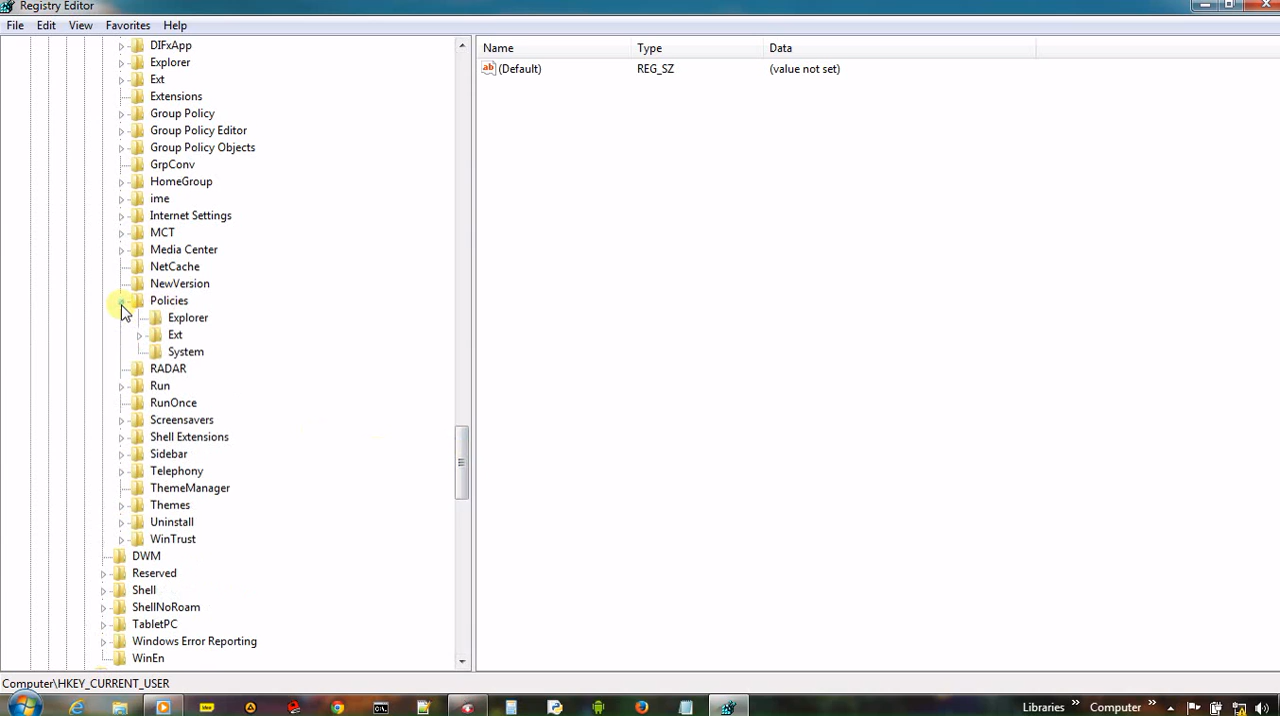 Registry Editor
File Edit View Favorites Help
DIFxApp
Explorer
Ext
Extensions
Group Policy
Group Policy Editor
Group Policy Objects
GrpConv
HomeGroup
ime
Internet Settings
MCT
Media Center
NetCache
NewVersion
Policies
Explorer
Ext
System
RADAR
Run
RunOnce
Screensavers
Shell Extensions
Sidebar
Telephony
ThemeManager
Themes
Uninstall
WinTrust
DWM
Reserved
Shell
ShellNoRoam
TabletPC
Windows Error Reporting
WinEn
Name Type Data
ab (Default) REG_SZ (value not set)
Computer\HKEY_CURRENT_USER
Libraries » Computer »